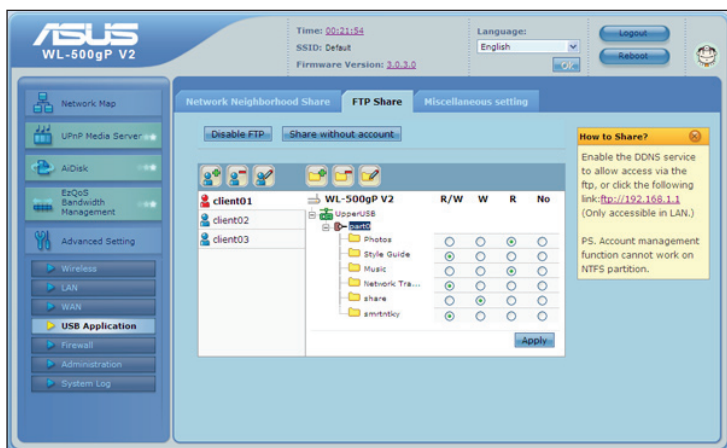 ASUS
WL-500gP V2
Time: 00:21:54
SSID: Default
Firmware Version: 3.0.3.0
Language:
English
OK
Logout
Reboot
Network Map
UPnP Media Server
AiDisk
EzQoS
Bandwidth
Management
Advanced Setting
Wireless
LAN
WAN
USB Application
Firewall
Administration
System Log
Network Neighborhood Share
FTP Share
Miscellaneous setting
Disable FTP
Share without account
client01
client02
client03
WL-500gP V2 R/W W R No
UpperUSB
part0
Photos
Style Guide
Music
Network Tra...
share
smrtntky
Apply
How to Share?
Enable the DDNS service
to allow access via the
ftp, or click the following
link:ftp://192.168.1.1
(Only accessible in LAN.)
PS. Account management
function cannot work on
NTFS partition.